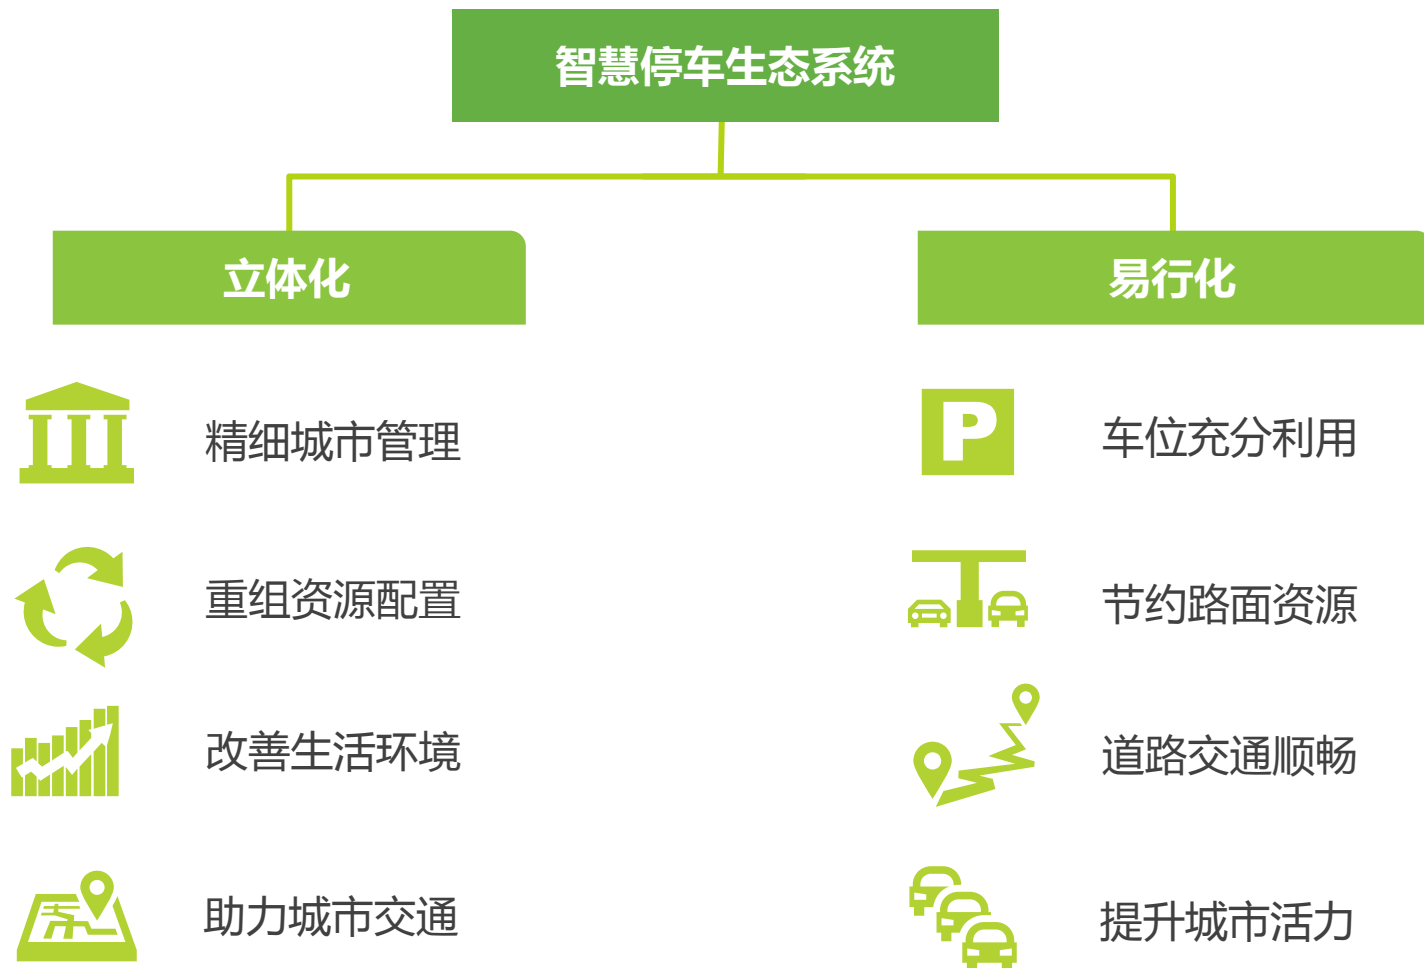 智慧停车生态系统
立体化
精细城市管理
重组资源配置
改善生活环境
助力城市交通
易行化
P
车位充分利用
节约路面资源
道路交通顺畅
提升城市活力